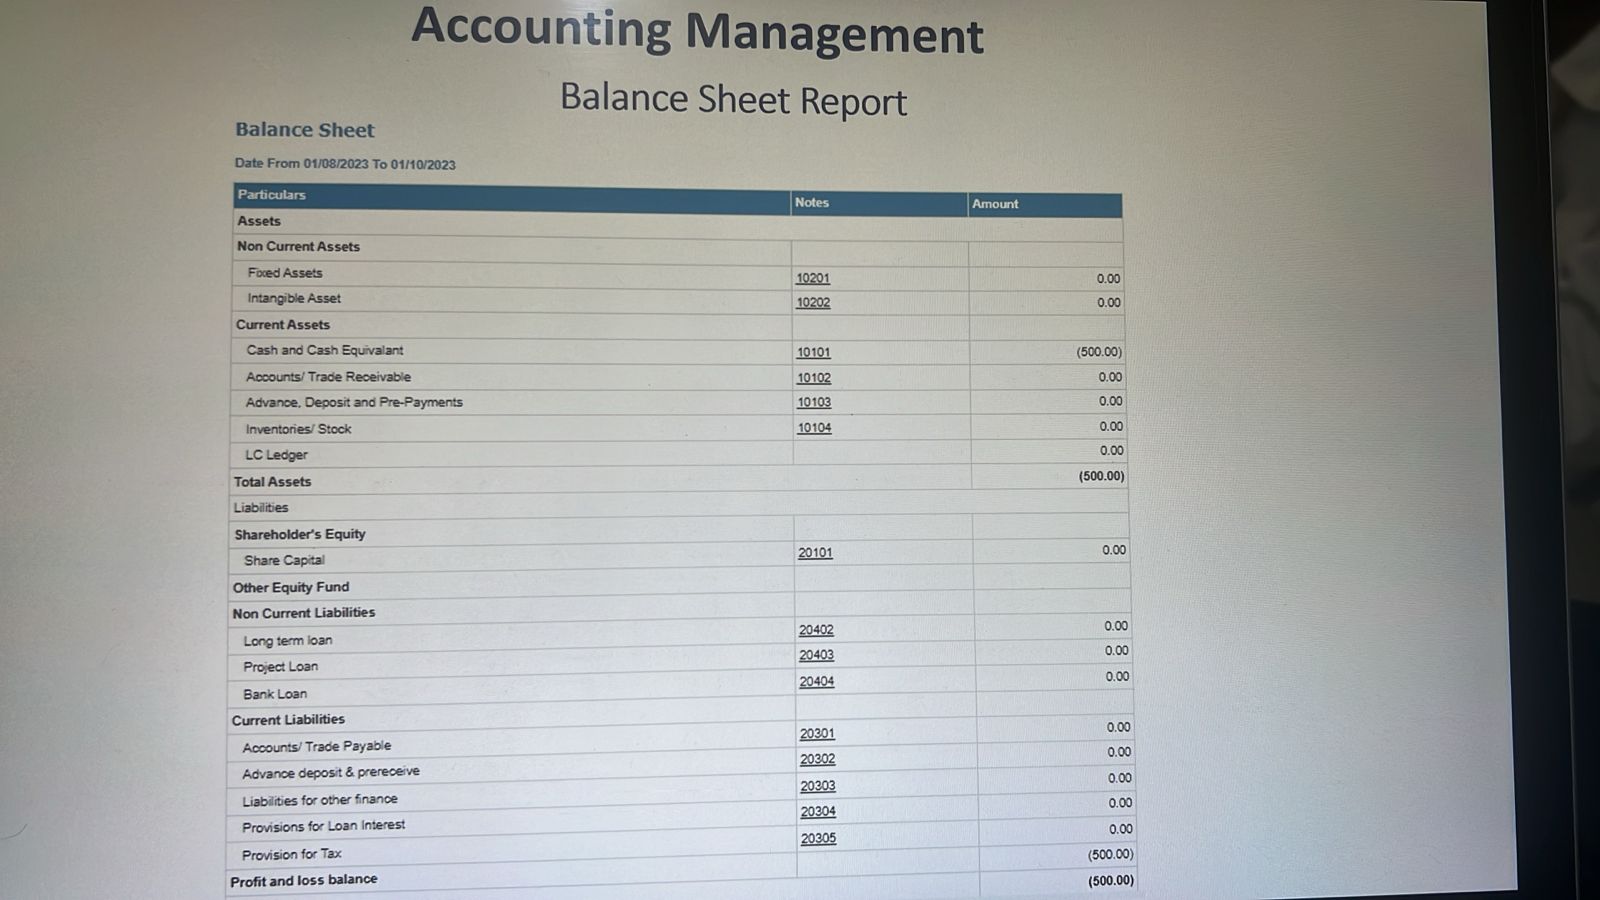 Accounting Management
Balance Sheet Report
Balance Sheet
Date From 01/08/2023 To 01/10/2023
Particulars Notes Amount
Assets
Non Current Assets
Fixed Assets 10201 0.00
Intangible Asset 10202 0.00
Current Assets
Cash and Cash Equivalant 10101 (500.00)
Accounts/ Trade Receivable 10102 0.00
Advance, Deposit and Pre-Payments 10103 0.00
Inventories/ Stock 10104 0.00
LC Ledger 0.00
Total Assets (500.00)
Liabilities
Shareholder's Equity
Share Capital 20101 0.00
Other Equity Fund
Non Current Liabilities
Long term loan 20402 0.00
Project Loan 20403 0.00
Bank Loan 20404 0.00
Current Liabilities
Accounts/ Trade Payable 20301 0.00
Advance deposit & prereceive 20302 0.00
Liabilities for other finance 20303 0.00
Provisions for Loan Interest 20304 0.00
Provision for Tax 20305 0.00
Profit and loss balance (500.00)
(500.00)